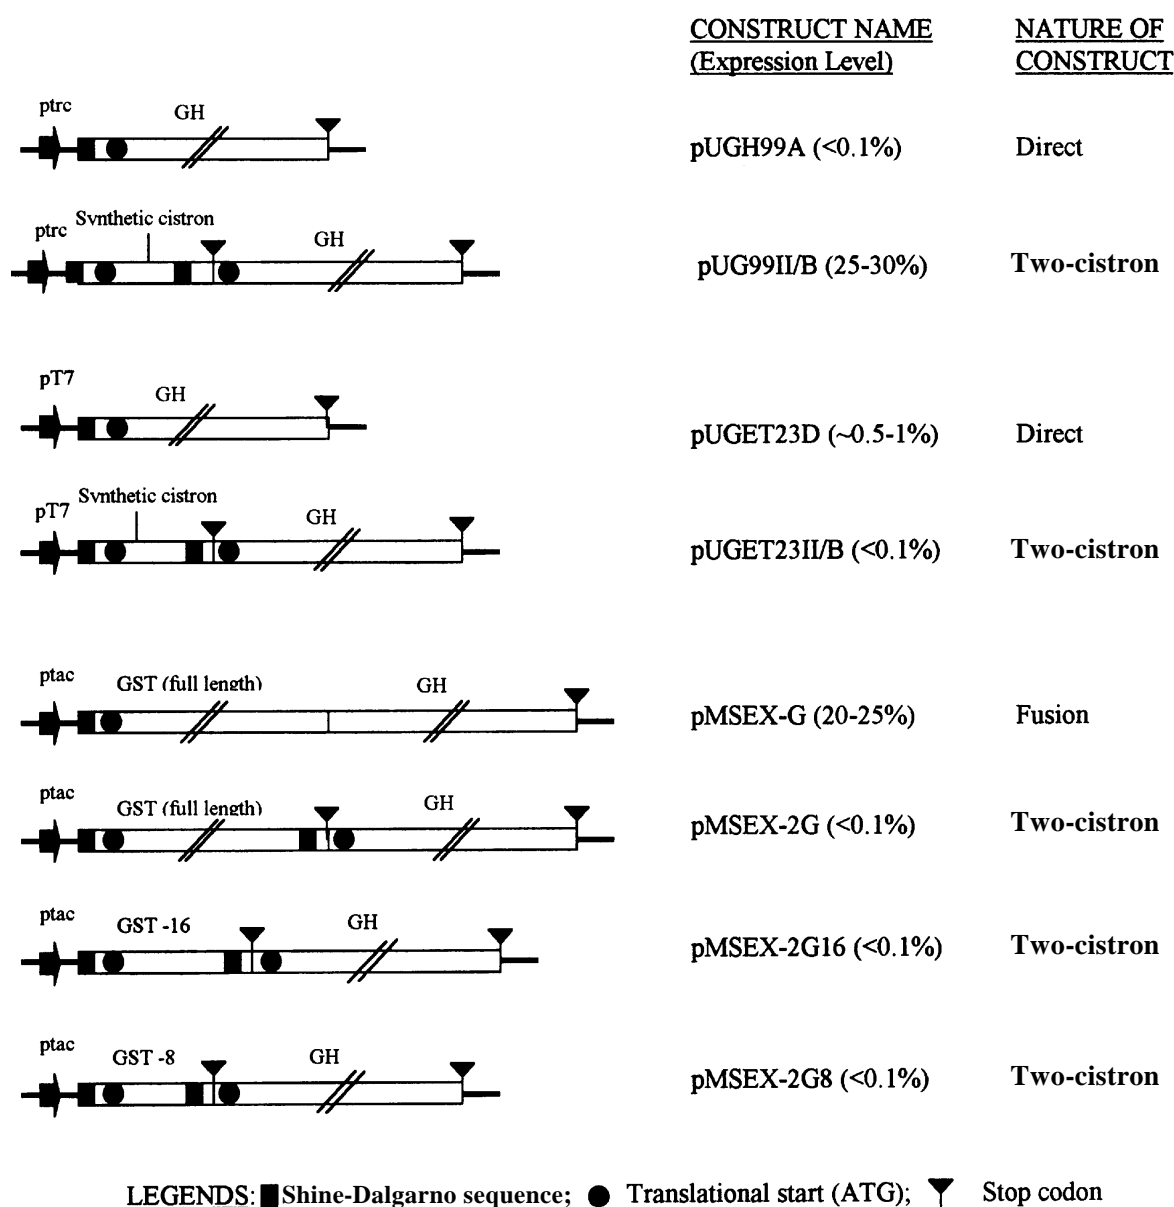 CONSTRUCT NAME NATURE OF
(Expression Level) CONSTRUCT
ptrc GH
pUGH99A (<0.1%) Direct
Synthetic cistron
ptrc GH
pUG99II/B (25-30%) Two-cistron
pT7 GH
pUGET23D (~0.5-1%) Direct
Synthetic cistron
pT7 GH
pUGET23II/B (<0.1%) Two-cistron
ptac GST (full length) GH
pMSEX-G (20-25%) Fusion
ptac GST (full length) GH
pMSEX-2G (<0.1%) Two-cistron
ptac GST -16 GH
pMSEX-2G16 (<0.1%) Two-cistron
ptac GST -8 GH
pMSEX-2G8 (<0.1%) Two-cistron
LEGENDS: Shine-Dalgarno sequence; Translational start (ATG); Stop codon